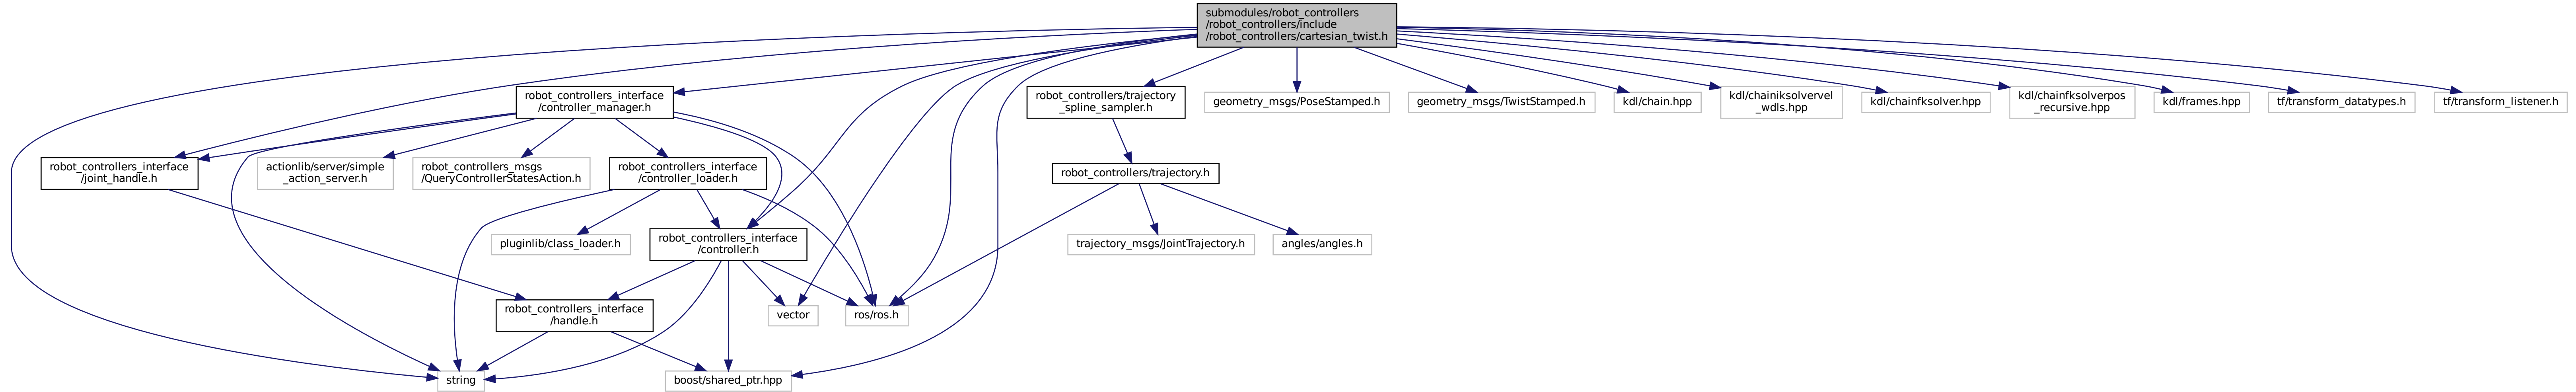 submodules/robot_controllers
/robot_controllers/include
/robot_controllers/cartesian_twist.h
robot_controllers_interface
/controller_manager.h
robot_controllers/trajectory
_spline_sampler.h
geometry_msgs/PoseStamped.h
geometry_msgs/TwistStamped.h
kdl/chain.hpp
kdl/chainiksolvervel
_wdls.hpp
kdl/chainfksolver.hpp
kdl/chainfksolverpos
_recursive.hpp
kdl/frames.hpp
tf/transform_datatypes.h
tf/transform_listener.h
robot_controllers_interface
/joint_handle.h
actionlib/server/simple
_action_server.h
robot_controllers_msgs
/QueryControllerStatesAction.h
robot_controllers_interface
/controller_loader.h
robot_controllers/trajectory.h
pluginlib/class_loader.h
robot_controllers_interface
/controller.h
trajectory_msgs/JointTrajectory.h
angles/angles.h
robot_controllers_interface
/handle.h
vector
ros/ros.h
string
boost/shared_ptr.hpp